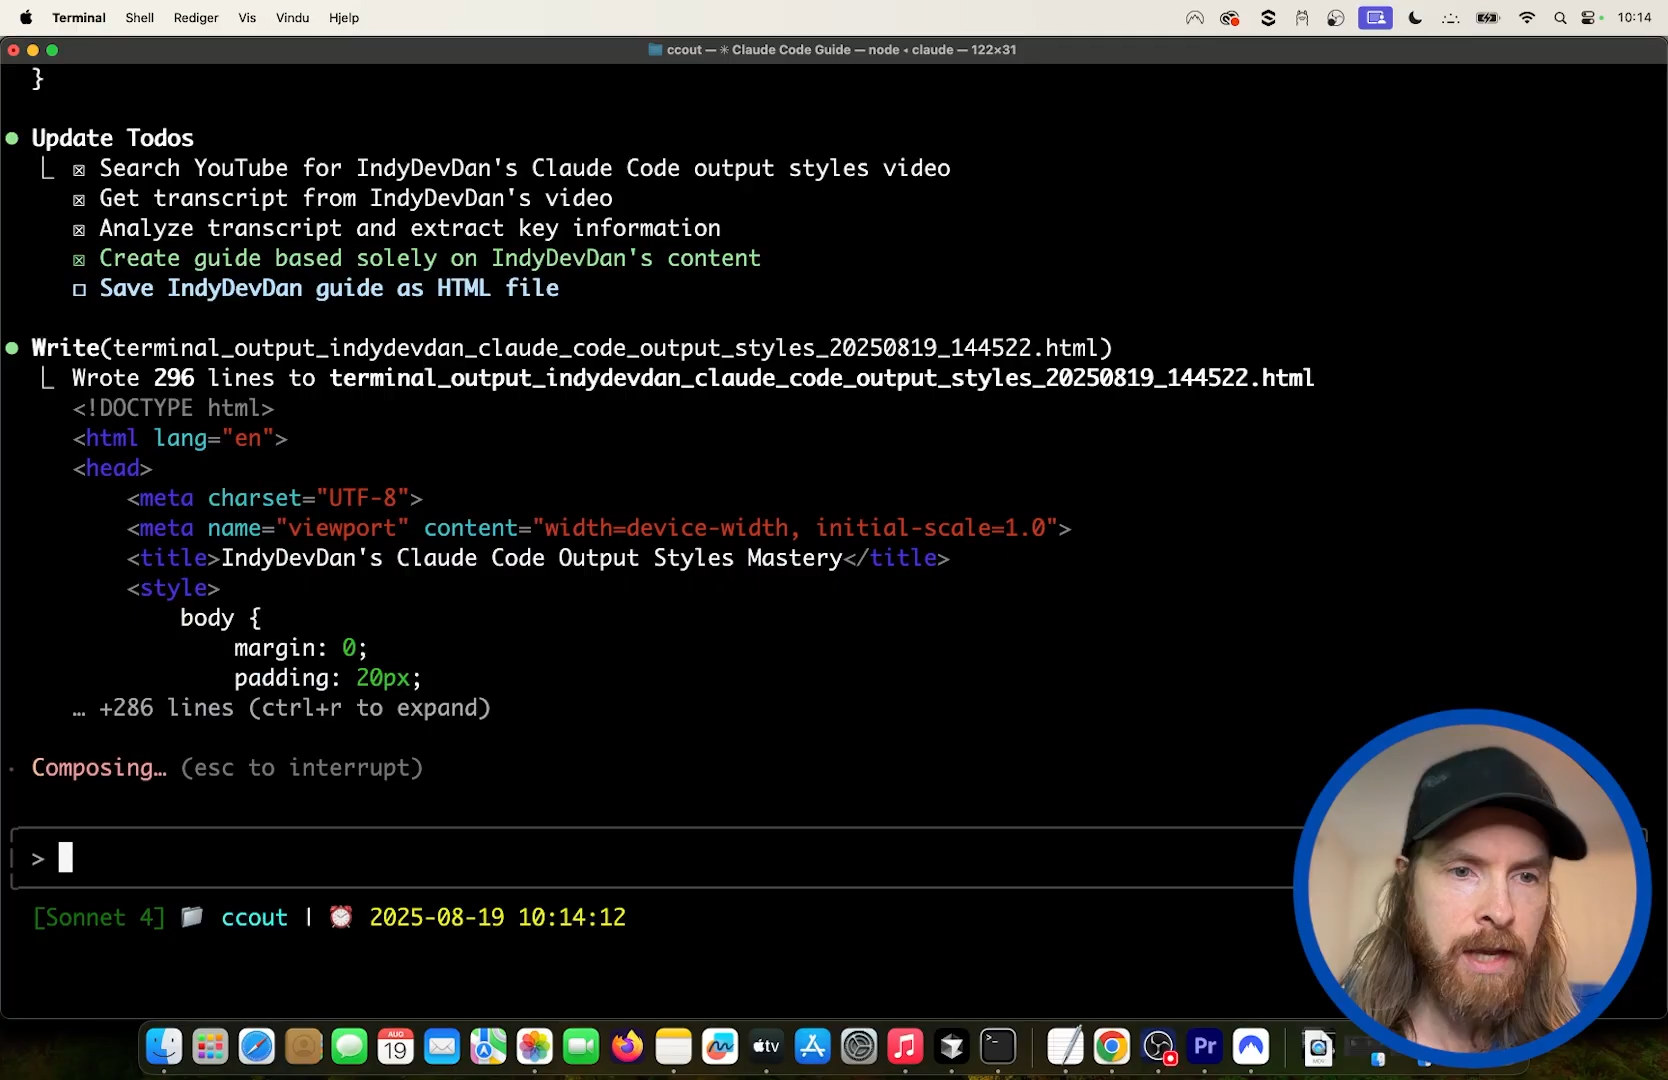 Terminal Shell Rediger Vis Vindu Hjelp 10:14
ccout — ✳ Claude Code Guide — node ◂ claude — 122×31
}
● Update Todos
⎿ ☒ Search YouTube for IndyDevDan's Claude Code output styles video
☒ Get transcript from IndyDevDan's video
☒ Analyze transcript and extract key information
☒ Create guide based solely on IndyDevDan's content
☐ Save IndyDevDan guide as HTML file
● Write(terminal_output_indydevdan_claude_code_output_styles_20250819_144522.html)
⎿ Wrote 296 lines to terminal_output_indydevdan_claude_code_output_styles_20250819_144522.html
<!DOCTYPE html>
<html lang="en">
<head>
<meta charset="UTF-8">
<meta name="viewport" content="width=device-width, initial-scale=1.0">
<title>IndyDevDan's Claude Code Output Styles Mastery</title>
<style>
body {
margin: 0;
padding: 20px;
… +286 lines (ctrl+r to expand)
· Composing… (esc to interrupt)
>
[Sonnet 4] 📁 ccout | ⏰ 2025-08-19 10:14:12
AUG
19
tv
>_
Pr
MOV